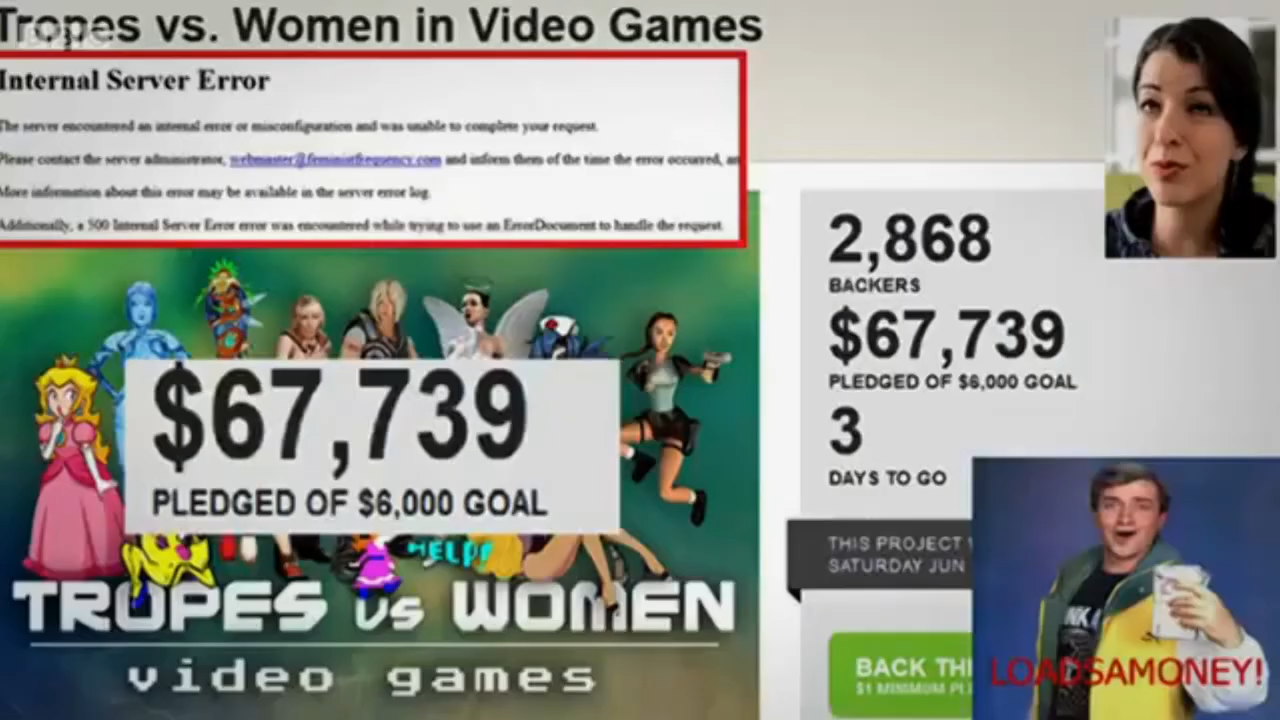 Tropes vs. Women in Video Games
Internal Server Error
The server encountered an internal error or misconfiguration and was unable to complete your request.
Please contact the server administrator, webmaster@feministfrequency.com and inform them of the time the error occurred, an
More information about this error may be available in the server error log.
Additionally, a 500 Internal Server Error error was encountered while trying to use an ErrorDocument to handle the request.
2,868
BACKERS
$67,739
PLEDGED OF $6,000 GOAL
3
DAYS TO GO
$67,739
PLEDGED OF $6,000 GOAL
HELP!
TROPES vs WOMEN
video games
THIS PROJECT
SATURDAY JUN
BACK THI
$1 MINIMUM
LOADSAMONEY!